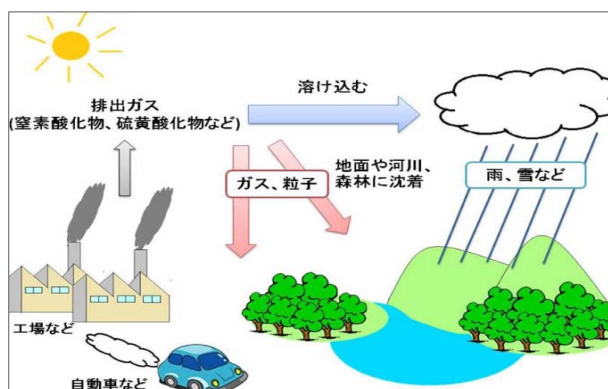 排出ガス
(窒素酸化物、硫黄酸化物など)
溶け込む
ガス、粒子
地面や河川、
森林に沈着
雨、雪など
工場など
自動車など